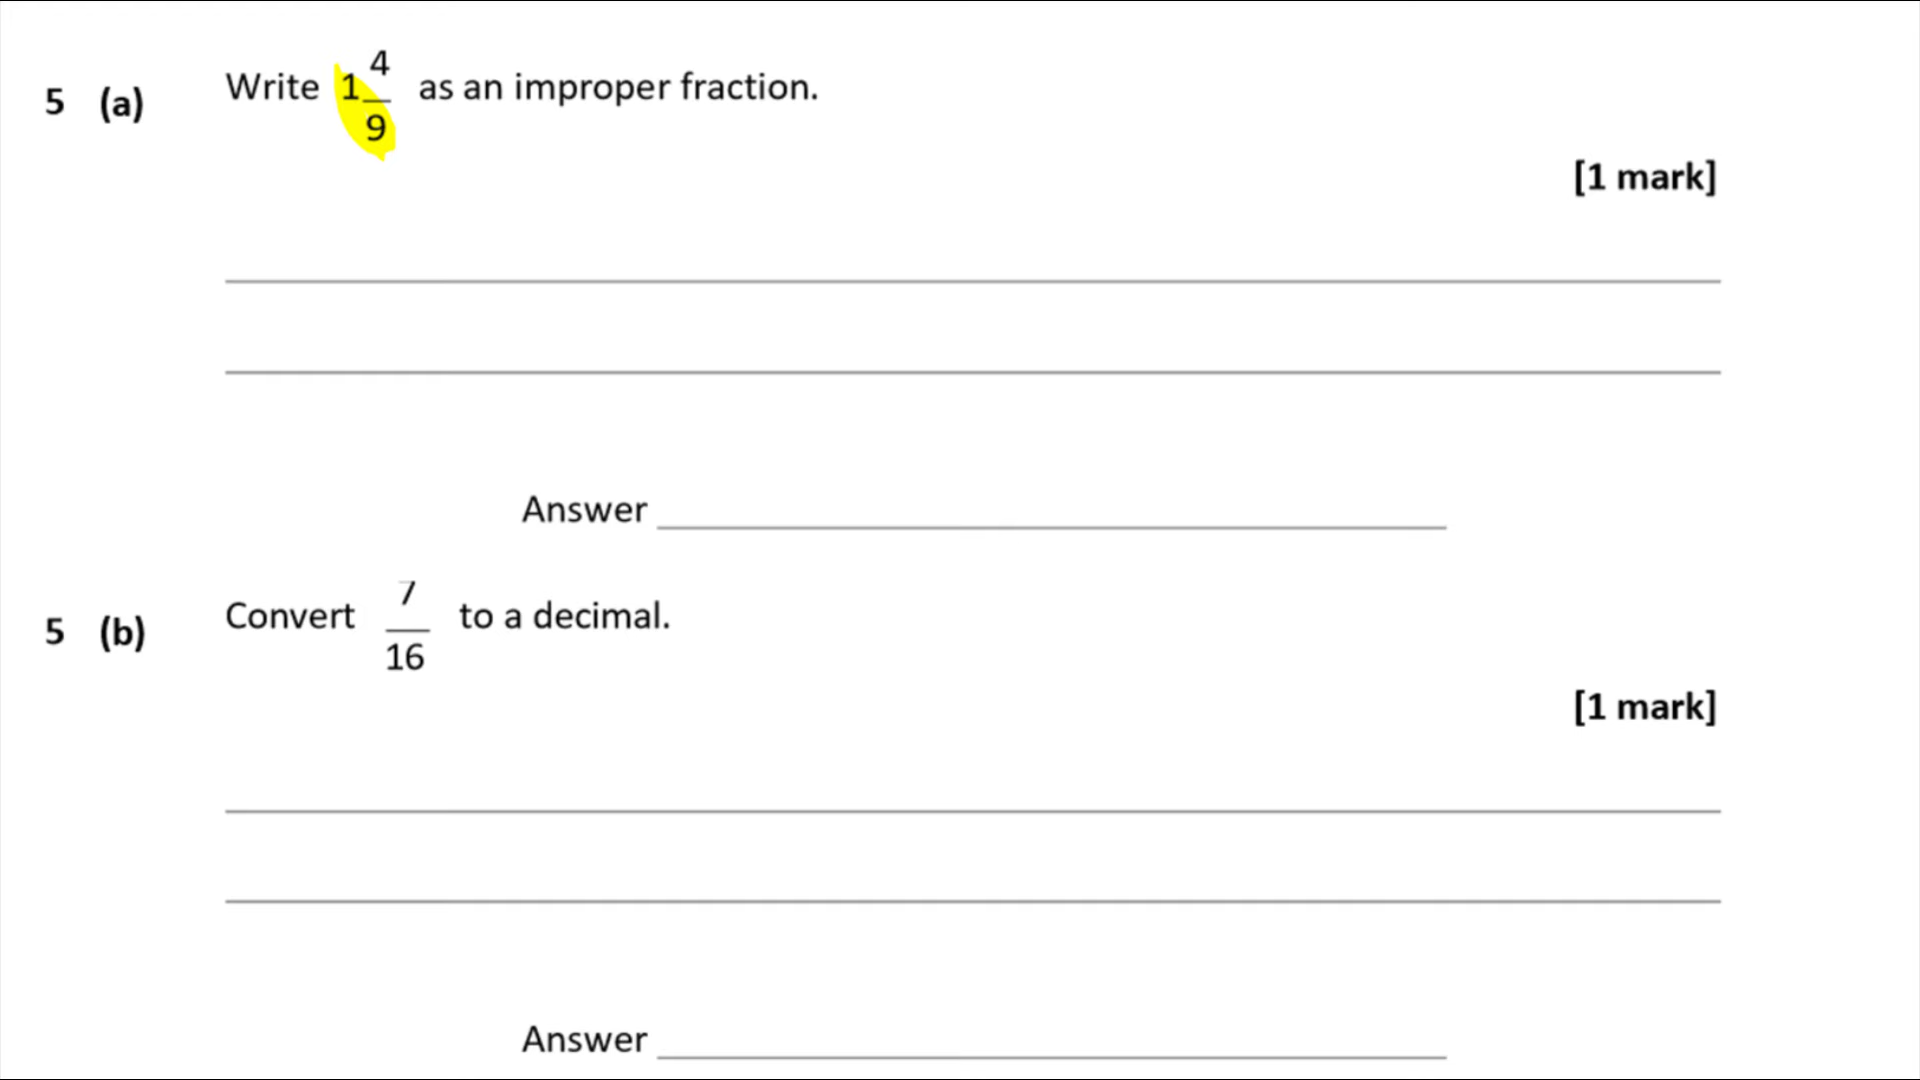 5 (a) Write 1 4/9 as an improper fraction.
[1 mark]
Answer
5 (b) Convert 7/16 to a decimal.
[1 mark]
Answer